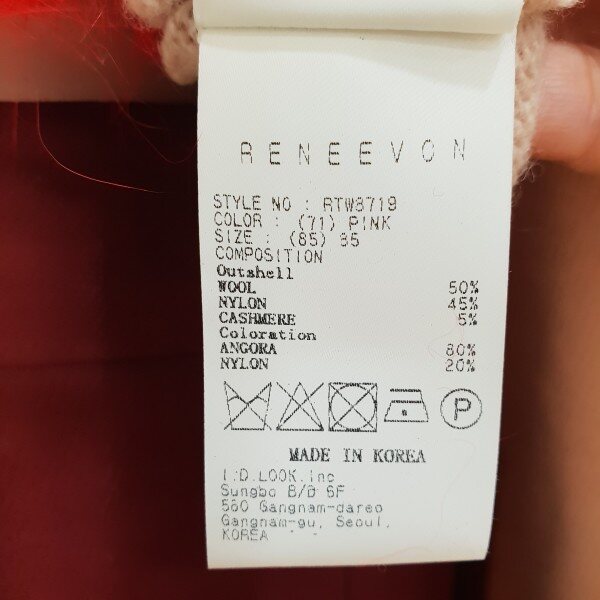 RENEEVON
STYLE NO : RTW8719
COLOR : (71) PINK
SIZE : (85) 85
COMPOSITION
Outshell
WOOL 50%
NYLON 45%
CASHMERE 5%
Coloration
ANGORA 80%
NYLON 20%
P
MADE IN KOREA
I.D.LOOK.Inc
Sungbo B/D 6F
560 Gangnam-dareo
Gangnam-gu, Seoul,
KOREA